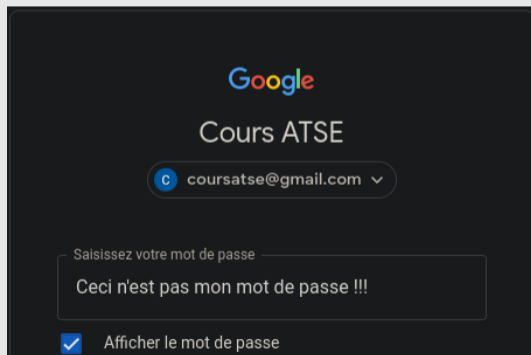 Google
Cours ATSE
C coursatse@gmail.com
Saisissez votre mot de passe
Ceci n'est pas mon mot de passe !!!
Afficher le mot de passe